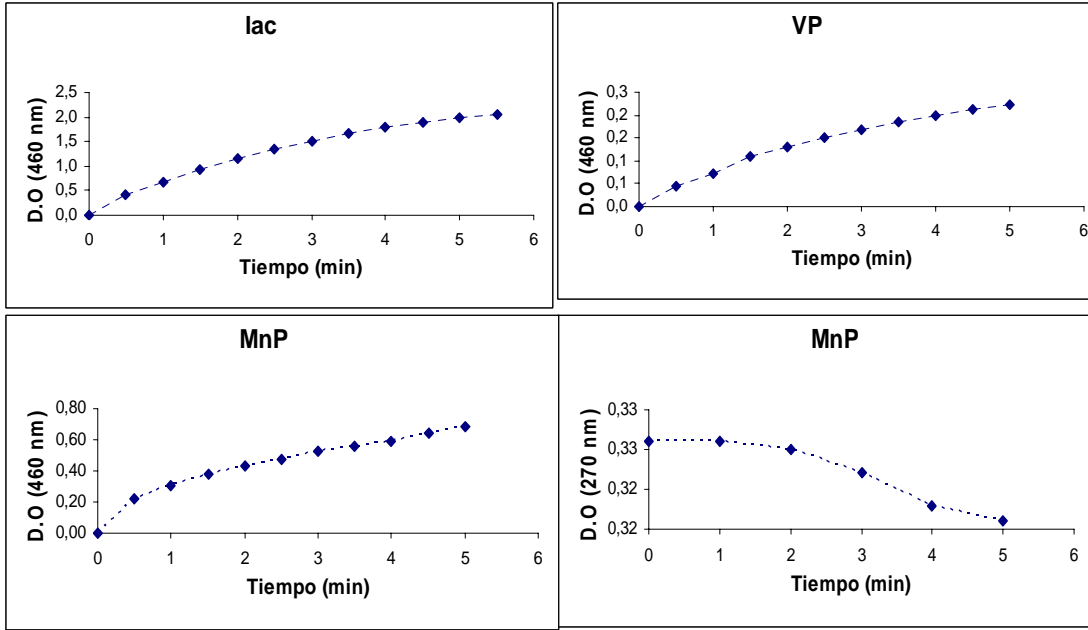 lac
D.O (460 nm)
2,5
2,0
1,5
1,0
0,5
0,0
0 1 2 3 4 5 6
Tiempo (min)
VP
D.O (460 nm)
0,3
0,2
0,2
0,1
0,1
0,0
0 1 2 3 4 5 6
Tiempo (min)
MnP
D.O (460 nm)
0,80
0,60
0,40
0,20
0,00
0 1 2 3 4 5 6
Tiempo (min)
MnP
D.O (270 nm)
0,33
0,33
0,32
0,32
0 1 2 3 4 5 6
Tiempo (min)